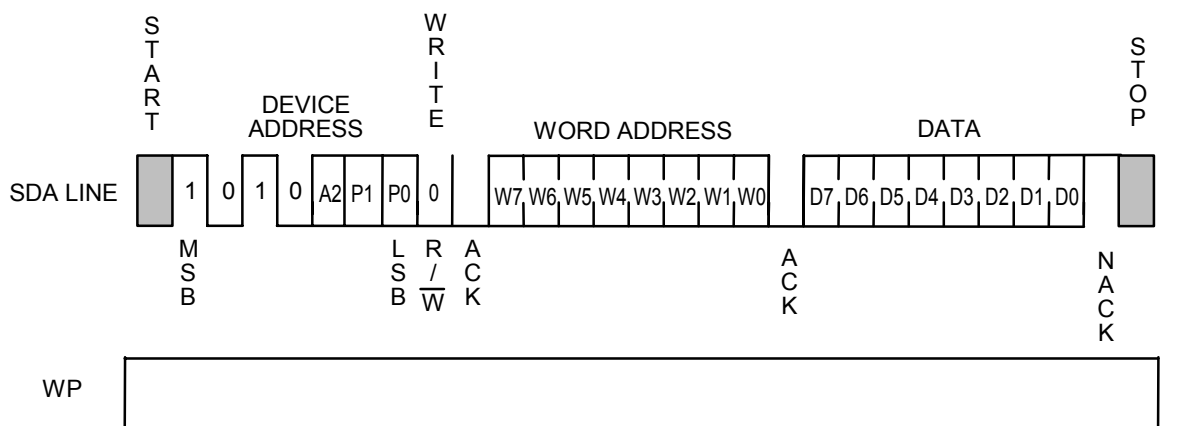 START
WRITE
STOP
DEVICE
ADDRESS
WORD ADDRESS
DATA
SDA LINE
1 0 1 0 A2 P1 P0 0 W7 W6 W5 W4 W3 W2 W1 W0 D7 D6 D5 D4 D3 D2 D1 D0
MSB
LSB
R/W
ACK
ACK
NACK
WP